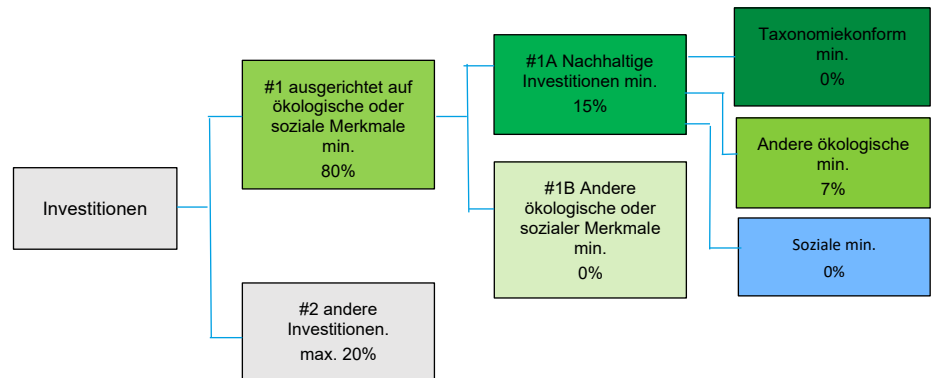 Investitionen
#1 ausgerichtet auf
ökologische oder
soziale Merkmale
min.
80%
#2 andere
Investitionen.
max. 20%
#1A Nachhaltige
Investitionen min.
15%
#1B Andere
ökologische oder
sozialer Merkmale
min.
0%
Taxonomiekonform
min.
0%
Andere ökologische
min.
7%
Soziale min.
0%